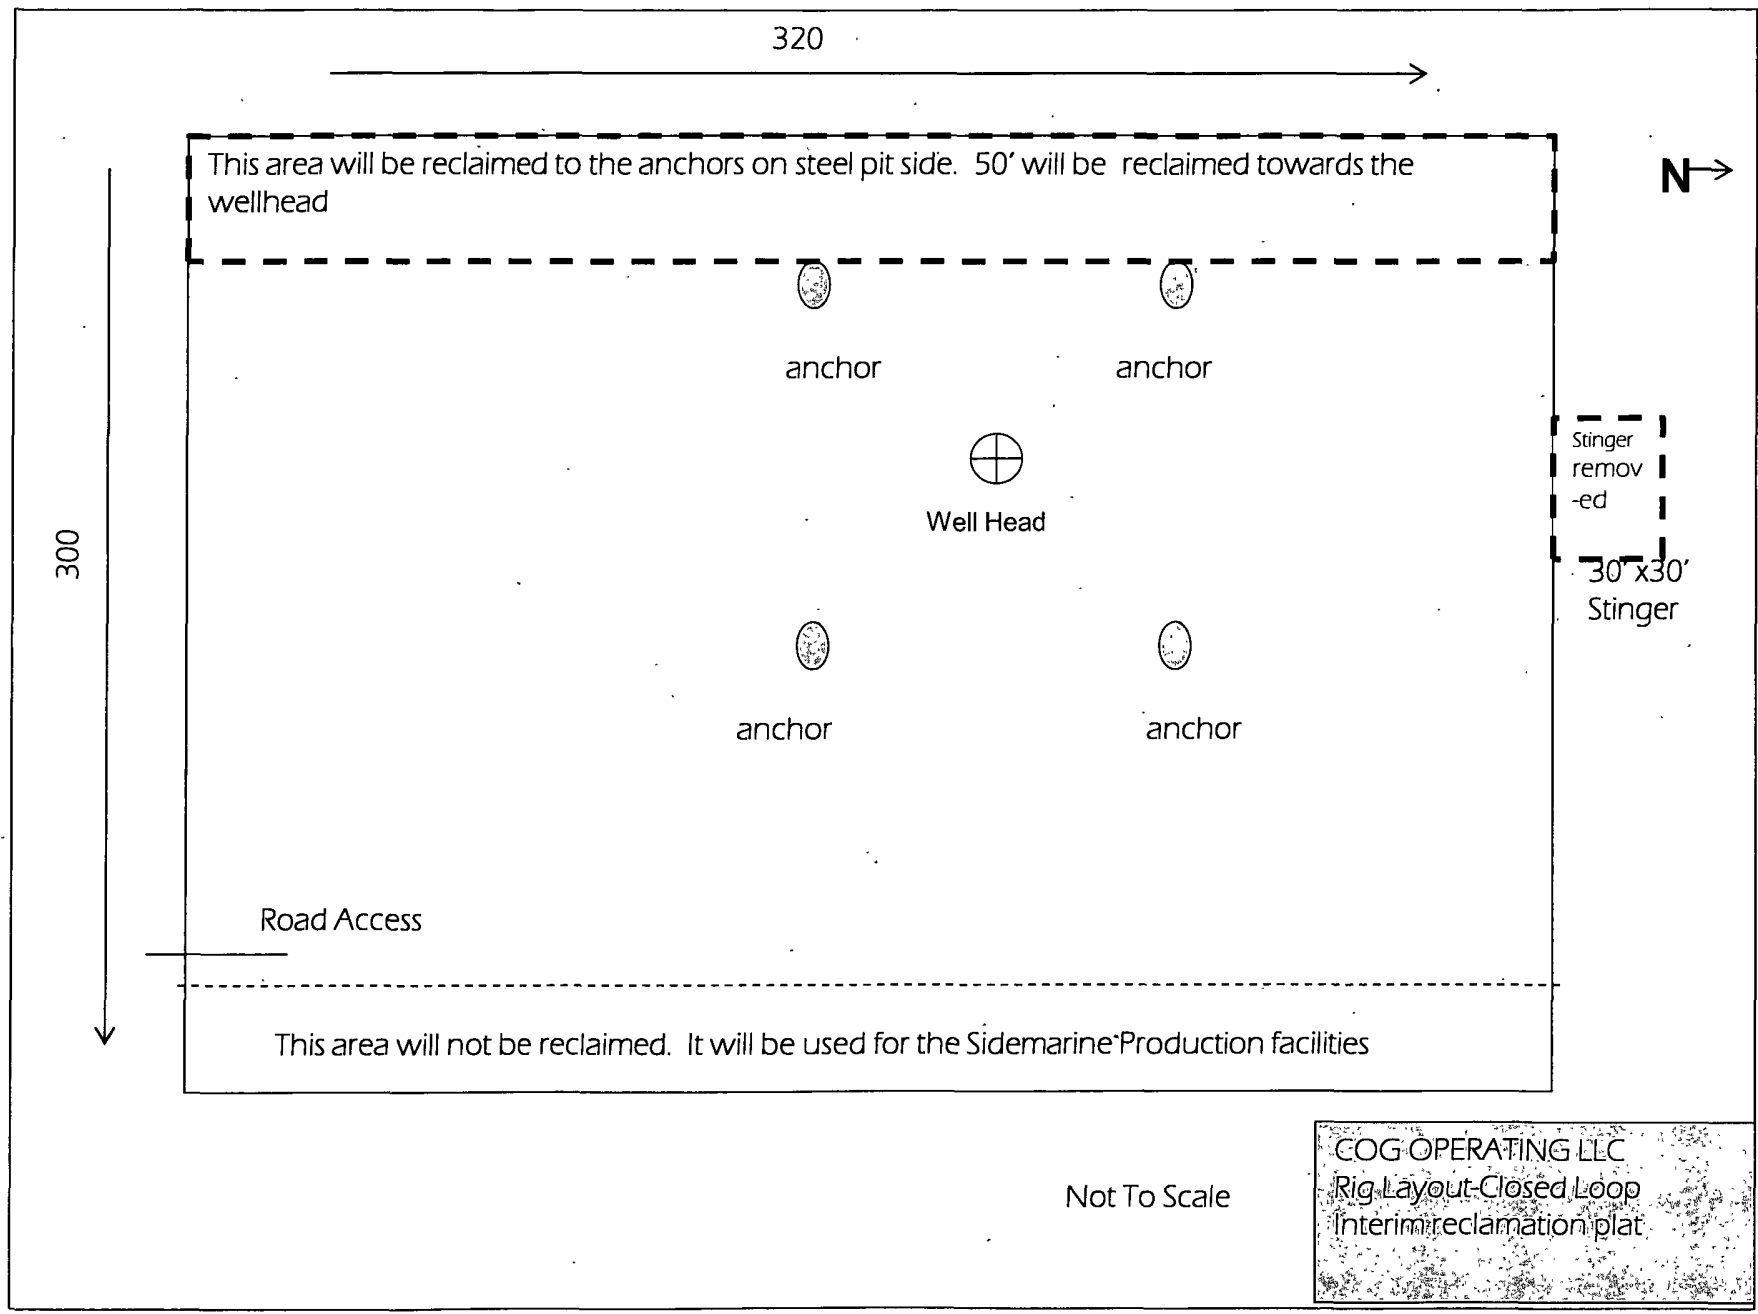 320
This area will be reclaimed to the anchors on steel pit side. 50' will be reclaimed towards the
wellhead
N
anchor
anchor
Stinger
remov
-ed
Well Head
300
30' x30'
Stinger
anchor
anchor
Road Access
This area will not be reclaimed. It will be used for the Sidemarine Production facilities
Not To Scale
COG OPERATING LLC
Rig Layout-Closed Loop
Interim reclamation plat